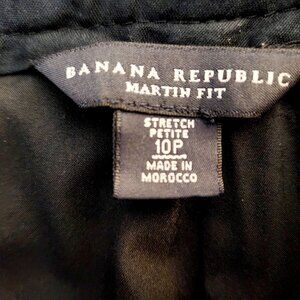 BANANA REPUBLIC
MARTIN FIT
STRETCH
PETITE
10P
MADE IN
MOROCCO